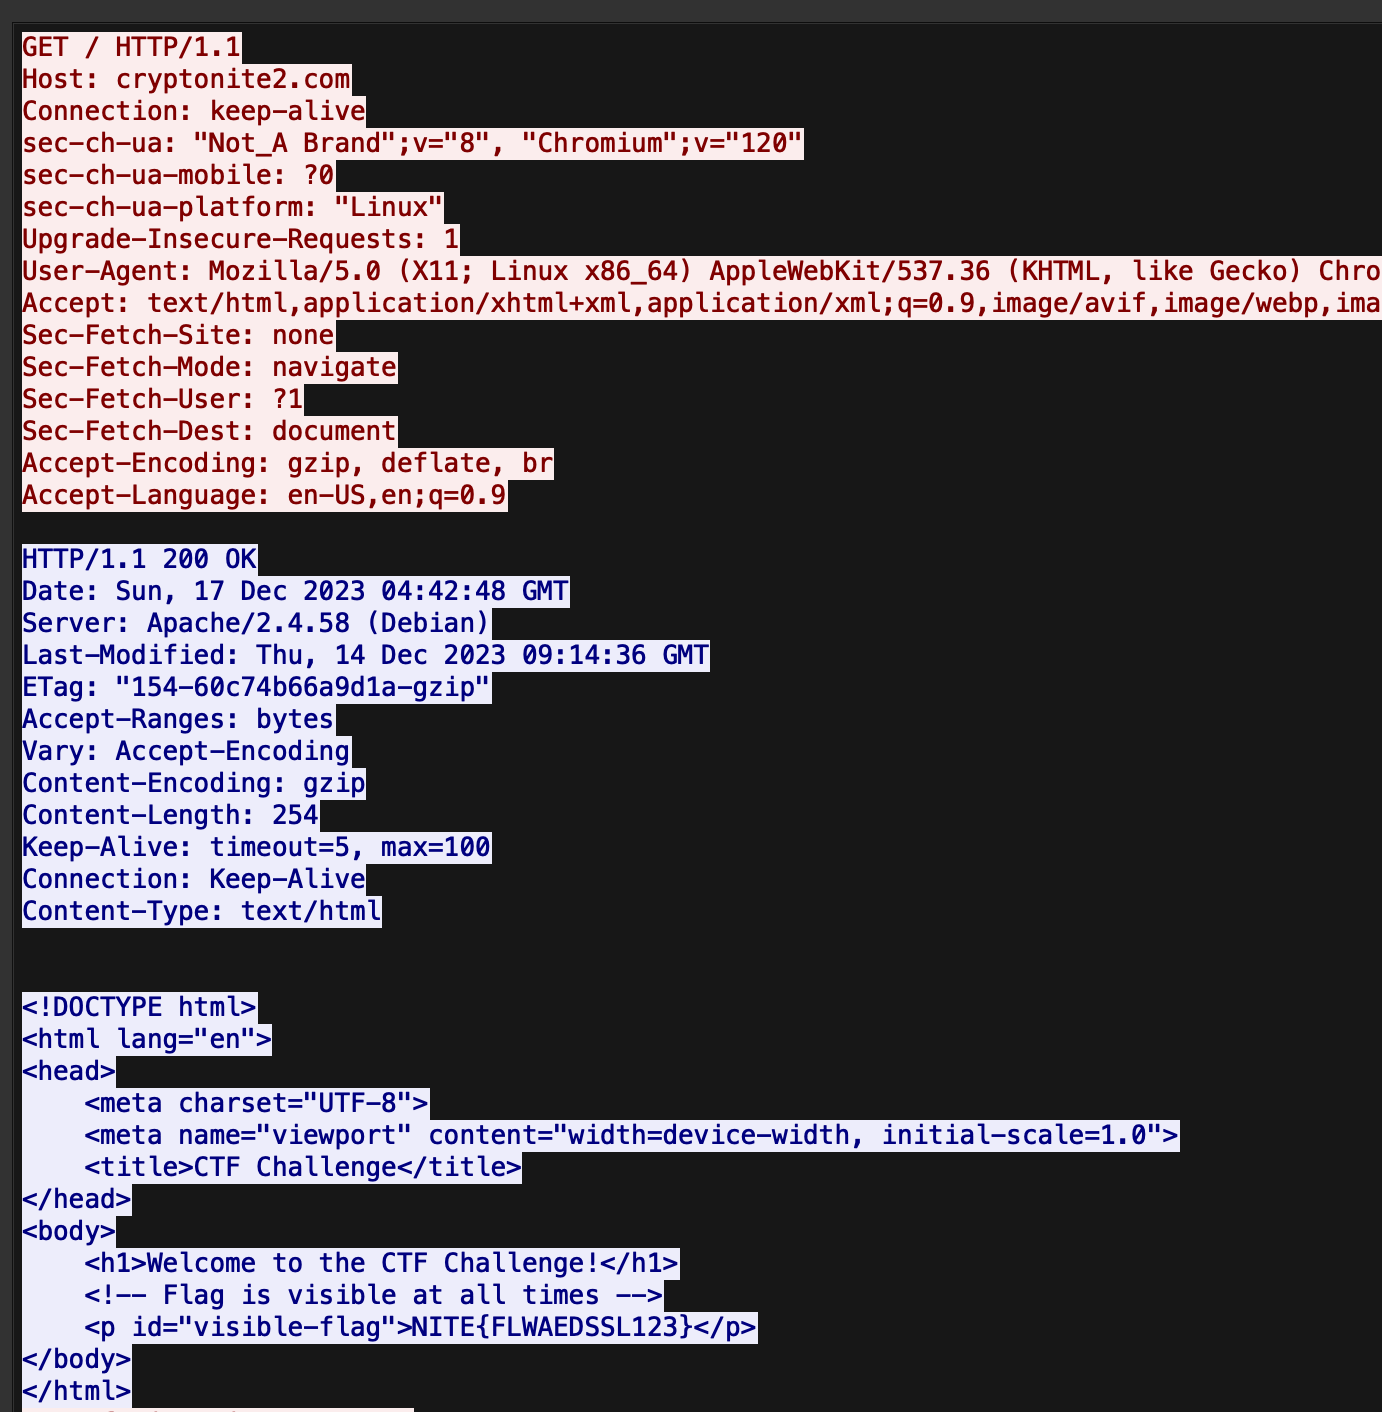 GET / HTTP/1.1
Host: cryptonite2.com
Connection: keep-alive
sec-ch-ua: "Not_A Brand";v="8", "Chromium";v="120"
sec-ch-ua-mobile: ?0
sec-ch-ua-platform: "Linux"
Upgrade-Insecure-Requests: 1
User-Agent: Mozilla/5.0 (X11; Linux x86_64) AppleWebKit/537.36 (KHTML, like Gecko) Chro
Accept: text/html,application/xhtml+xml,application/xml;q=0.9,image/avif,image/webp,ima
Sec-Fetch-Site: none
Sec-Fetch-Mode: navigate
Sec-Fetch-User: ?1
Sec-Fetch-Dest: document
Accept-Encoding: gzip, deflate, br
Accept-Language: en-US,en;q=0.9

HTTP/1.1 200 OK
Date: Sun, 17 Dec 2023 04:42:48 GMT
Server: Apache/2.4.58 (Debian)
Last-Modified: Thu, 14 Dec 2023 09:14:36 GMT
ETag: "154-60c74b66a9d1a-gzip"
Accept-Ranges: bytes
Vary: Accept-Encoding
Content-Encoding: gzip
Content-Length: 254
Keep-Alive: timeout=5, max=100
Connection: Keep-Alive
Content-Type: text/html

<!DOCTYPE html>
<html lang="en">
<head>
    <meta charset="UTF-8">
    <meta name="viewport" content="width=device-width, initial-scale=1.0">
    <title>CTF Challenge</title>
</head>
<body>
    <h1>Welcome to the CTF Challenge!</h1>
    <!-- Flag is visible at all times -->
    <p id="visible-flag">NITE{FLWAEDSSL123}</p>
</body>
</html>